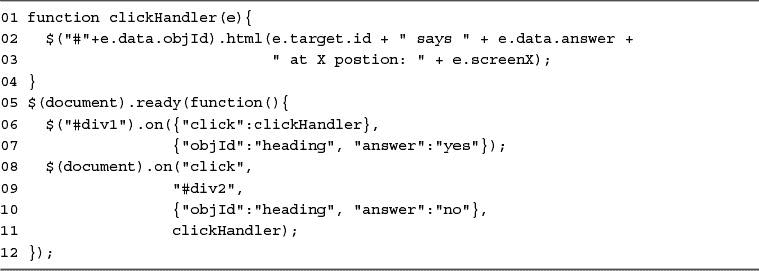 01 function clickHandler(e){
02   $("#"+e.data.objId).html(e.target.id + " says " + e.data.answer +
03                            " at X postion: " + e.screenX);
04 }
05 $(document).ready(function(){
06   $("#div1").on({"click":clickHandler},
07                 {"objId":"heading", "answer":"yes"});
08   $(document).on("click",
09                 "#div2",
10                 {"objId":"heading", "answer":"no"},
11                 clickHandler);
12 });